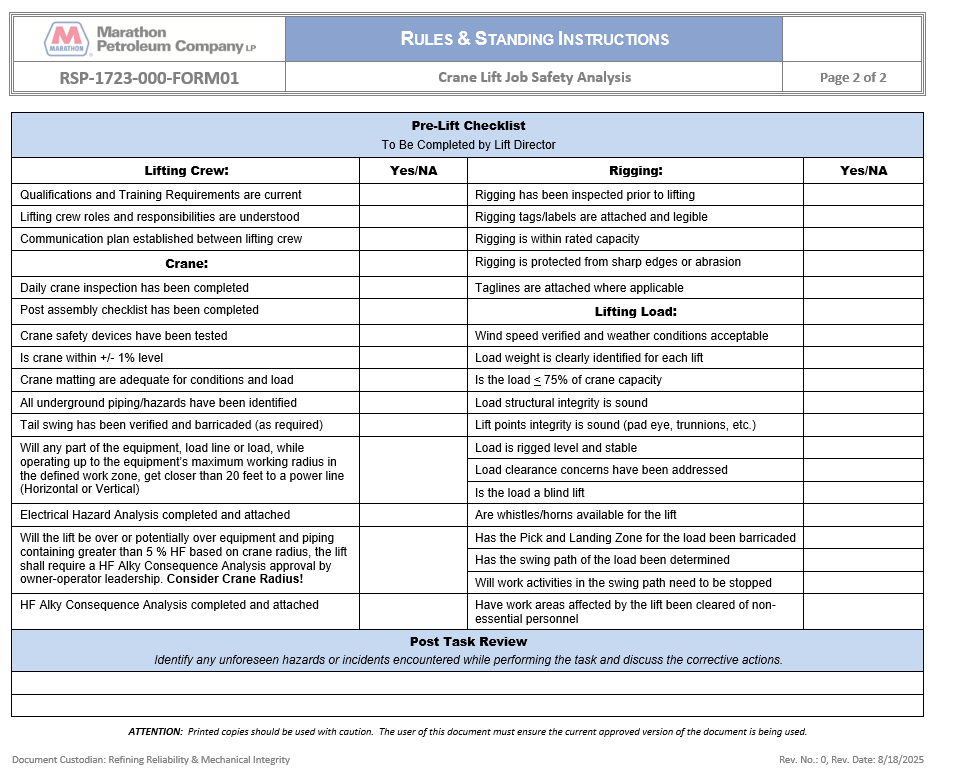 Marathon
Petroleum Company LP
MARATHON
RULES & STANDING INSTRUCTIONS
RSP-1723-000-FORM01
Crane Lift Job Safety Analysis
Page 2 of 2
Pre-Lift Checklist
To Be Completed by Lift Director
Lifting Crew:
Yes/NA
Rigging:
Yes/NA
Qualifications and Training Requirements are current
Rigging has been inspected prior to lifting
Lifting crew roles and responsibilities are understood
Rigging tags/labels are attached and legible
Communication plan established between lifting crew
Rigging is within rated capacity
Crane:
Rigging is protected from sharp edges or abrasion
Daily crane inspection has been completed
Taglines are attached where applicable
Post assembly checklist has been completed
Lifting Load:
Crane safety devices have been tested
Wind speed verified and weather conditions acceptable
Is crane within +/- 1% level
Load weight is clearly identified for each lift
Crane matting are adequate for conditions and load
Is the load ≤ 75% of crane capacity
All underground piping/hazards have been identified
Load structural integrity is sound
Tail swing has been verified and barricaded (as required)
Lift points integrity is sound (pad eye, trunnions, etc.)
Will any part of the equipment, load line or load, while
operating up to the equipment's maximum working radius in
the defined work zone, get closer than 20 feet to a power line
(Horizontal or Vertical)
Load is rigged level and stable
Load clearance concerns have been addressed
Is the load a blind lift
Electrical Hazard Analysis completed and attached
Are whistles/horns available for the lift
Will the lift be over or potentially over equipment and piping
containing greater than 5 % HF based on crane radius, the lift
shall require a HF Alky Consequence Analysis approval by
owner-operator leadership. Consider Crane Radius!
Has the Pick and Landing Zone for the load been barricaded
Has the swing path of the load been determined
Will work activities in the swing path need to be stopped
HF Alky Consequence Analysis completed and attached
Have work areas affected by the lift been cleared of non-
essential personnel
Post Task Review
Identify any unforeseen hazards or incidents encountered while performing the task and discuss the corrective actions.
ATTENTION: Printed copies should be used with caution. The user of this document must ensure the current approved version of the document is being used.
Document Custodian: Refining Reliability & Mechanical Integrity
Rev. No.: 0, Rev. Date: 8/18/2025